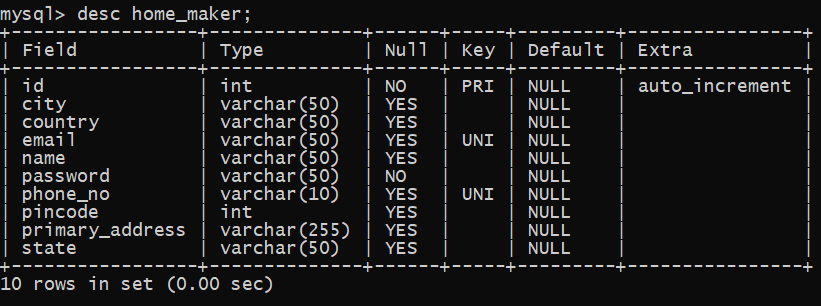 mysql> desc home_maker;
+-----------------+--------------+------+-----+---------+----------------+
| Field           | Type         | Null | Key | Default | Extra          |
+-----------------+--------------+------+-----+---------+----------------+
| id              | int          | NO   | PRI | NULL    | auto_increment |
| city            | varchar(50)  | YES  |     | NULL    |                |
| country         | varchar(50)  | YES  |     | NULL    |                |
| email           | varchar(50)  | YES  | UNI | NULL    |                |
| name            | varchar(50)  | YES  |     | NULL    |                |
| password        | varchar(50)  | NO   |     | NULL    |                |
| phone_no        | varchar(10)  | YES  | UNI | NULL    |                |
| pincode         | int          | YES  |     | NULL    |                |
| primary_address | varchar(255) | YES  |     | NULL    |                |
| state           | varchar(50)  | YES  |     | NULL    |                |
+-----------------+--------------+------+-----+---------+----------------+
10 rows in set (0.00 sec)